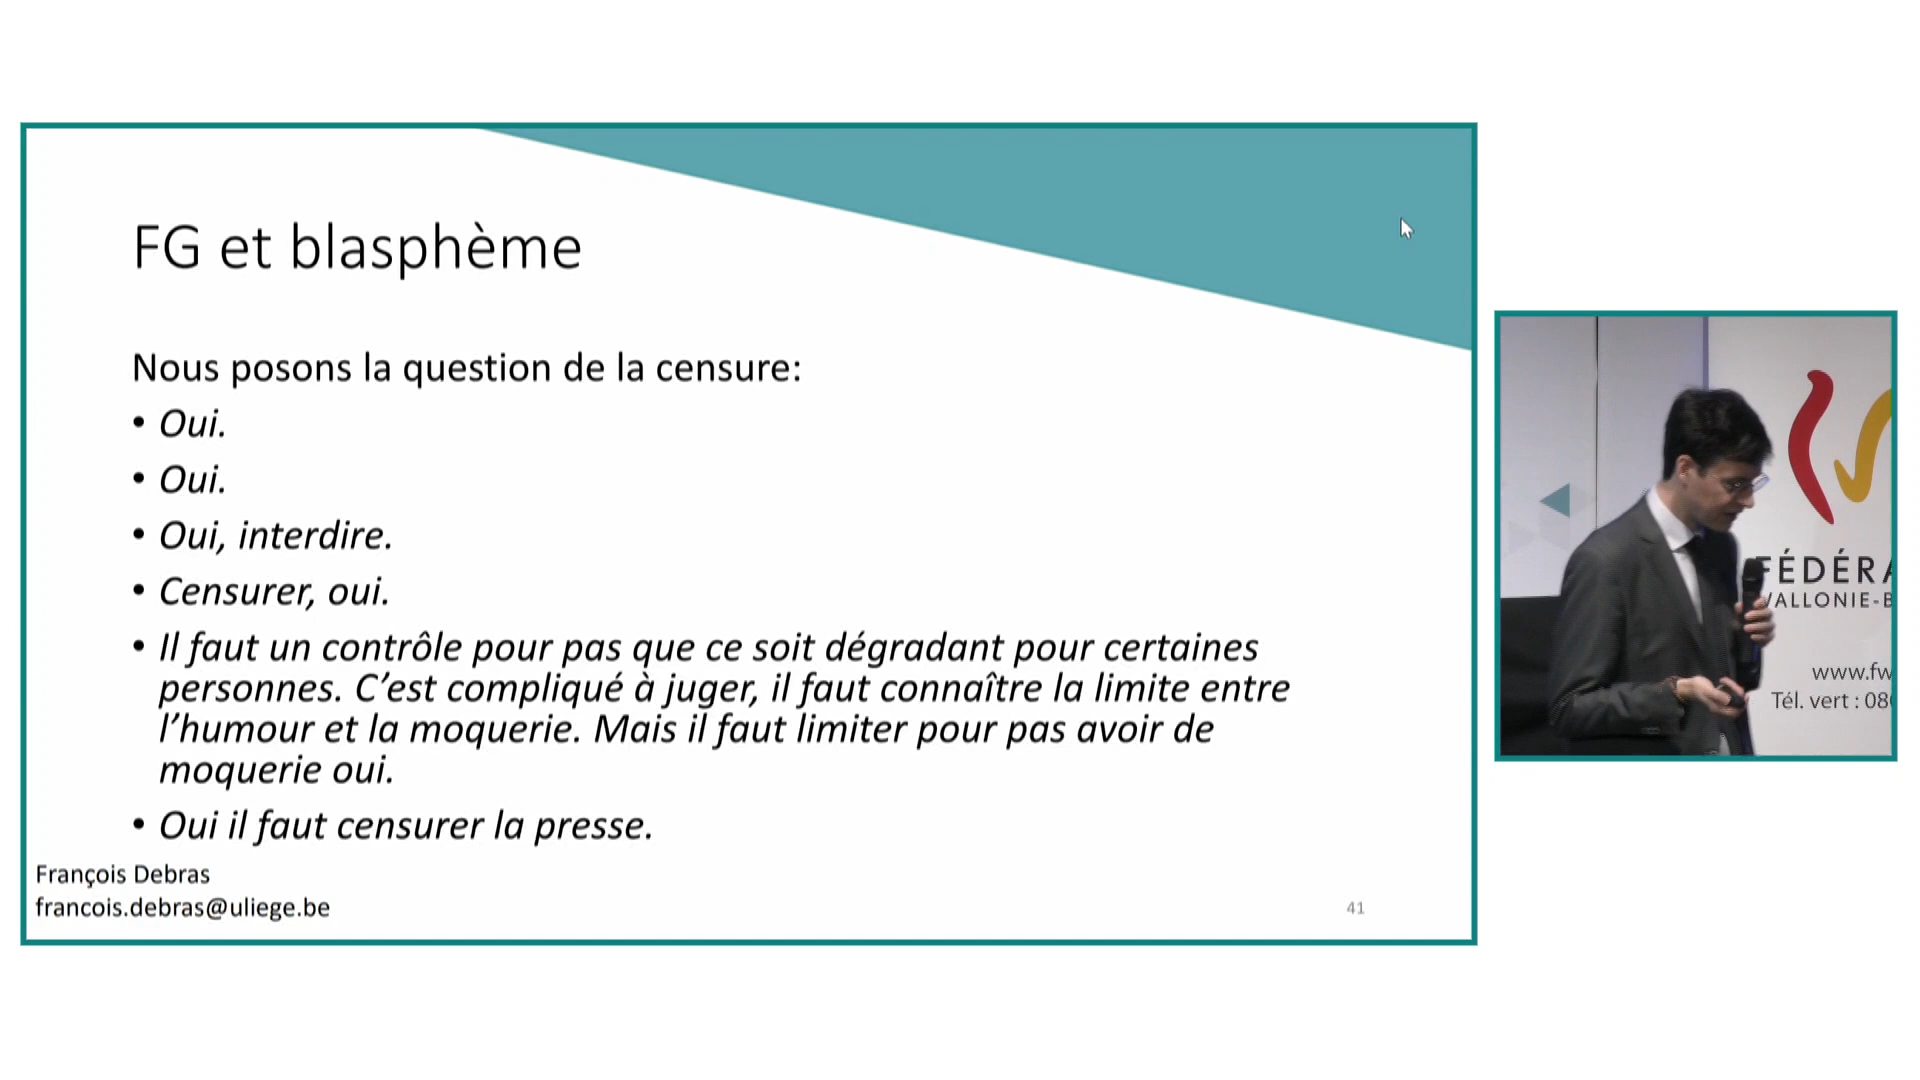 FG et blasphème
Nous posons la question de la censure:
• Oui.
• Oui.
• Oui, interdire.
• Censurer, oui.
• Il faut un contrôle pour pas que ce soit dégradant pour certaines
personnes. C’est compliqué à juger, il faut connaître la limite entre
l’humour et la moquerie. Mais il faut limiter pour pas avoir de
moquerie oui.
• Oui il faut censurer la presse.
François Debras
francois.debras@uliege.be
41
FÉDÉRA
WALLONIE-B
www.fw
Tél. vert : 080